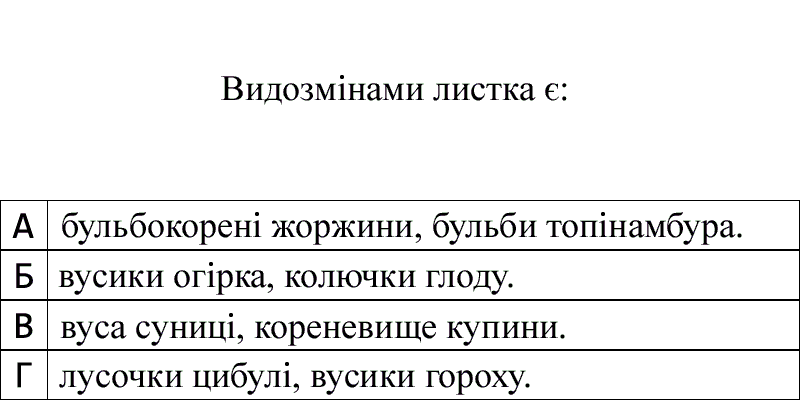 Видозмінами листка є:
А бульбокорені жоржини, бульби топінамбура.
Б вусики огірка, колючки глоду.
В вуса суниці, кореневище купини.
Г лусочки цибулі, вусики гороху.